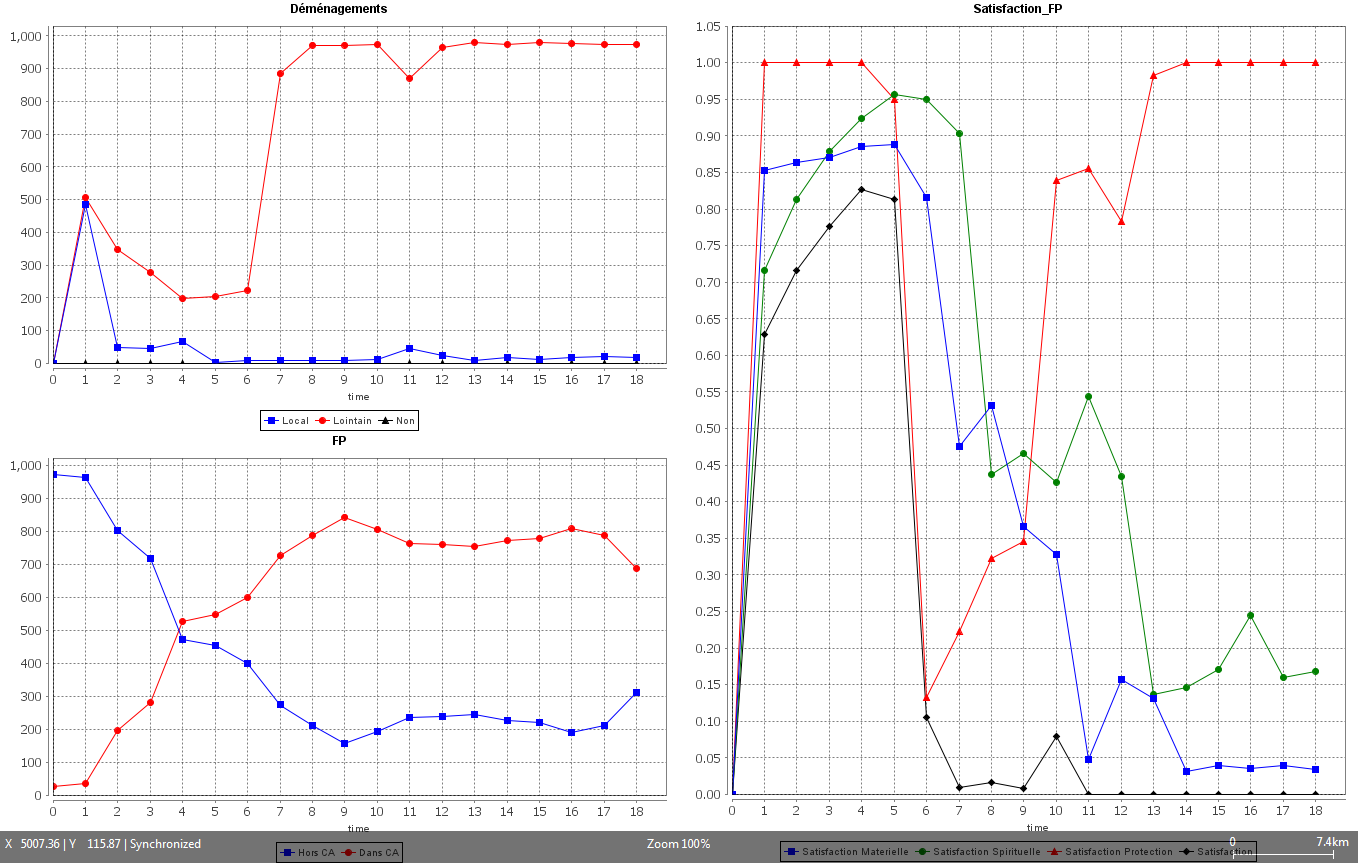 Déménagements
1,000
900
800
700
600
500
400
300
200
100
0
0 1 2 3 4 5 6 7 8 9 10 11 12 13 14 15 16 17 18
time
Local Lointain Non
FP
1,000
900
800
700
600
500
400
300
200
100
0
0 1 2 3 4 5 6 7 8 9 10 11 12 13 14 15 16 17 18
time
Hors CA Dans CA
Satisfaction_FP
1.05
1.00
0.95
0.90
0.85
0.80
0.75
0.70
0.65
0.60
0.55
0.50
0.45
0.40
0.35
0.30
0.25
0.20
0.15
0.10
0.05
0.00
0 1 2 3 4 5 6 7 8 9 10 11 12 13 14 15 16 17 18
time
Satisfaction Materielle Satisfaction Spirituelle Satisfaction Protection Satisfaction
X 5007.36 | Y 115.87 | Synchronized
Zoom 100%
0 7.4km